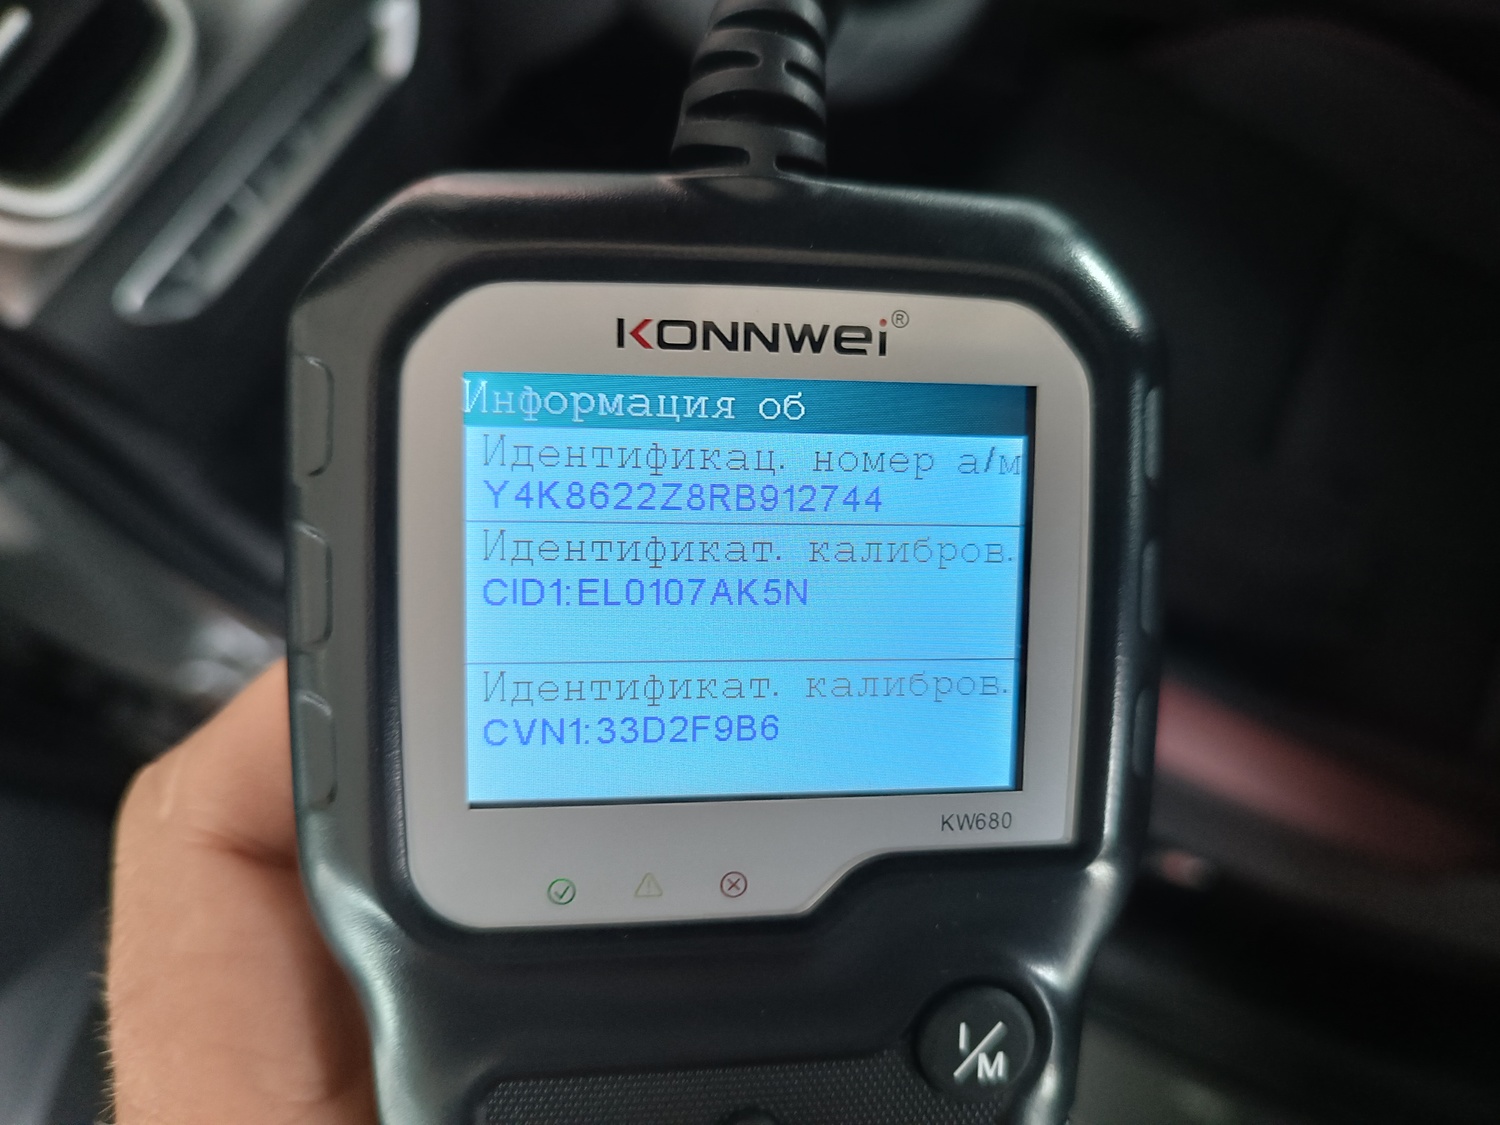 KONNWEI®
Информация об
Идентификац. номер а/м
Y4K8622Z8RB912744
Идентификат. калибров.
CID1:EL0107AK5N
Идентификат. калибров.
CVN1:33D2F9B6
KW680
I/M